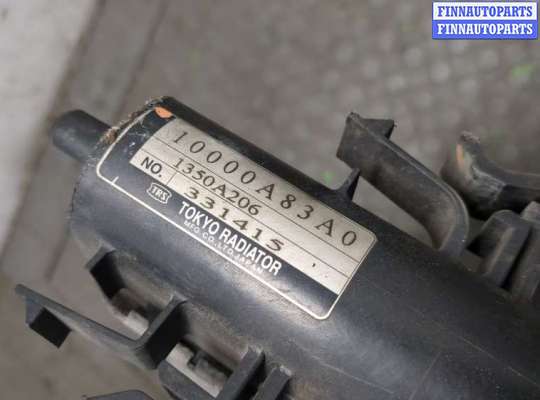 FINNAUTOPARTS
FINNAUTOPARTS
10000A83A0
1350A206
NO. 331415
TRS TOKYO RADIATOR
MFG.CO.,LTD.JAPAN